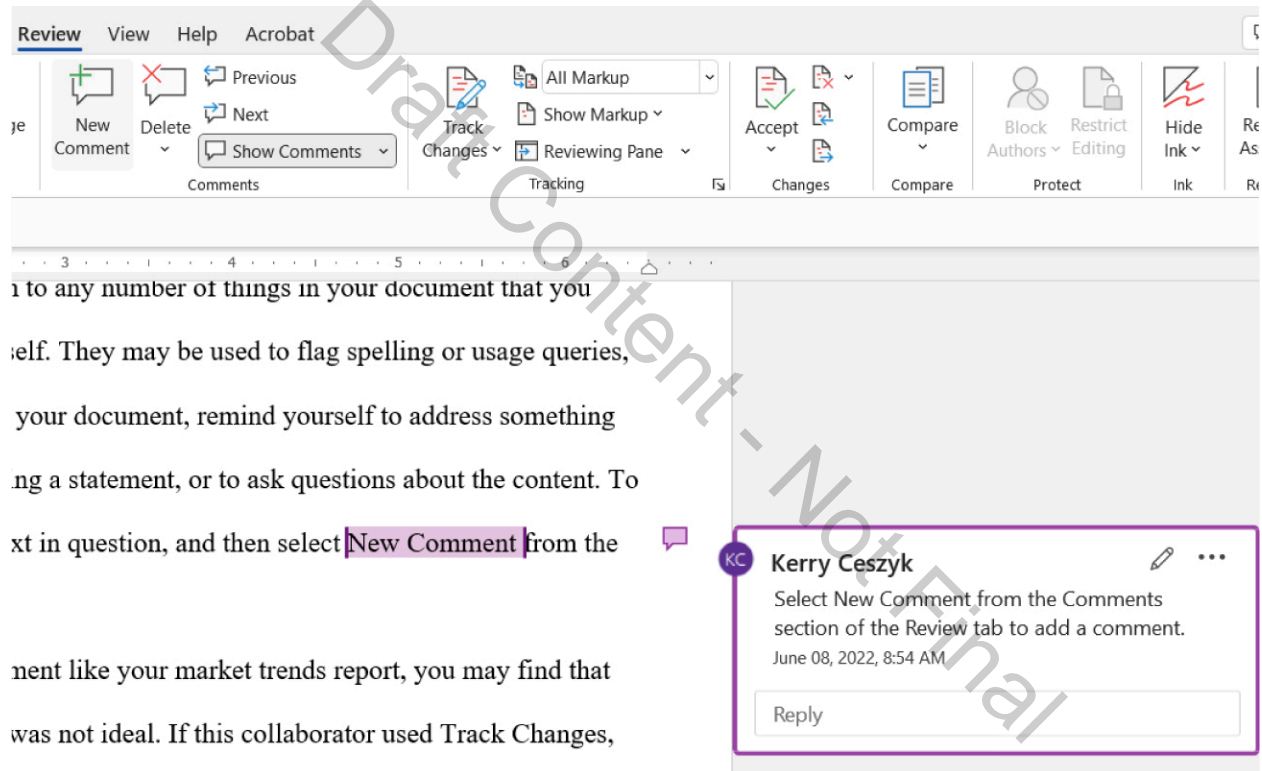 Review View Help Acrobat
New Comment
Delete
Previous
Next
Show Comments
Comments
Track Changes
All Markup
Show Markup
Reviewing Pane
Tracking
Accept
Changes
Compare
Compare
Block Authors
Restrict Editing
Protect
Hide Ink
Ink
3 4 5 6
to any number of things in your document that you
They may be used to flag spelling or usage queries,
your document, remind yourself to address something
a statement, or to ask questions about the content. To
in question, and then select New Comment from the
like your market trends report, you may find that
was not ideal. If this collaborator used Track Changes,
KC
Kerry Ceszyk
Select New Comment from the Comments
section of the Review tab to add a comment.
June 08, 2022, 8:54 AM
Reply
Draft Content - Not Final